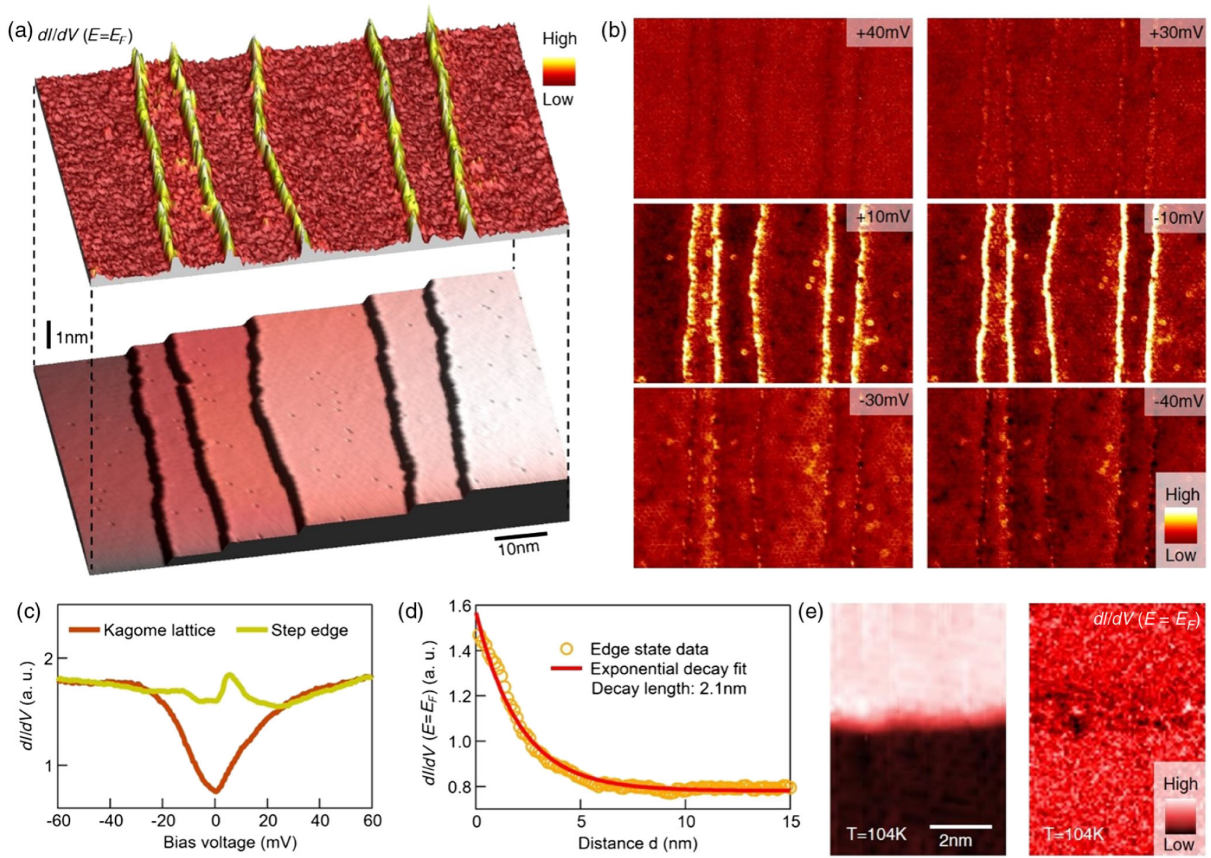 (a)
dI/dV (E=E_F)
High
Low
1nm
10nm
(b)
+40mV
+30mV
+10mV
-10mV
-30mV
-40mV
High
Low
(c)
Kagome lattice
Step edge
dI/dV (a. u.)
2
1
-60
-40
-20
0
20
40
60
Bias voltage (mV)
(d)
dI/dV (E=E_F) (a. u.)
1.6
1.4
1.2
1.0
0.8
Edge state data
Exponential decay fit
Decay length: 2.1nm
0
5
10
15
Distance d (nm)
(e)
T=104K
2nm
dI/dV (E = E_F)
T=104K
High
Low